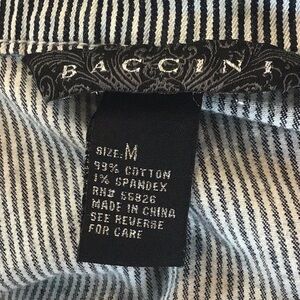 BACCINI
SIZE: M
99% COTTON
1% SPANDEX
RN# 55826
MADE IN CHINA
SEE REVERSE
FOR CARE